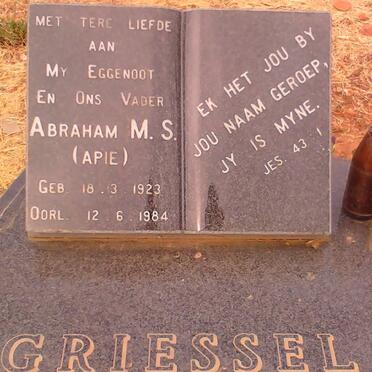 MET TERE LIEFDE
AAN
MY EGGENOOT
EN ONS VADER
ABRAHAM M.S.
(APIE)
GEB. 18.3.1923
OORL. 12.6.1984
EK HET JOU BY
JOU NAAM GEROEP,
JY IS MYNE.
JES. 43.1
GRIESSEL